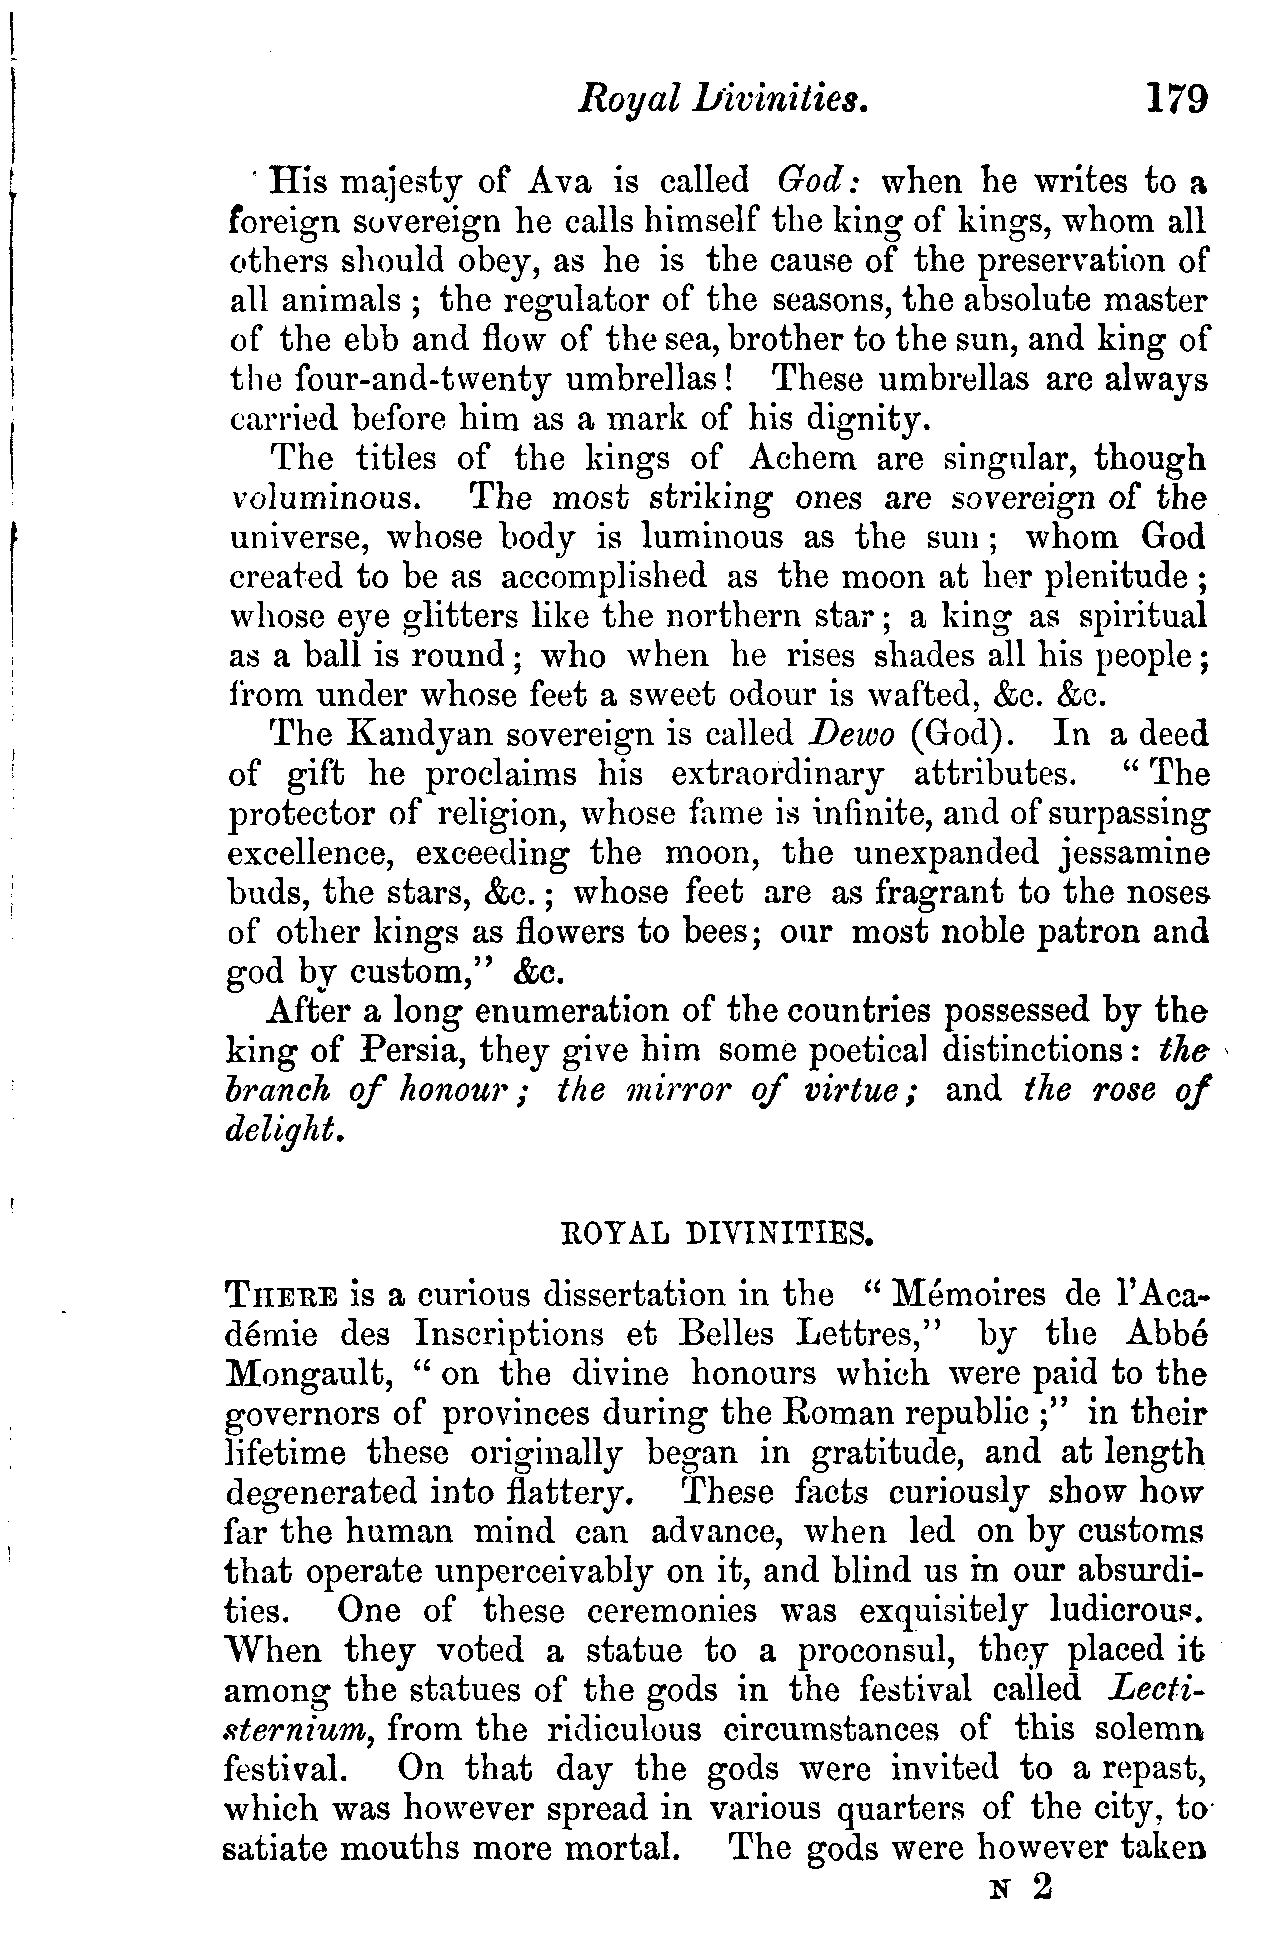 Royal Divinities. 179
His majesty of Ava is called God: when he writes to a
foreign sovereign he calls himself the king of kings, whom all
others should obey, as he is the cause of the preservation of
all animals ; the regulator of the seasons, the absolute master
of the ebb and flow of the sea, brother to the sun, and king of
the four-and-twenty umbrellas! These umbrellas are always
carried before him as a mark of his dignity.
The titles of the kings of Achem are singular, though
voluminous. The most striking ones are sovereign of the
universe, whose body is luminous as the sun ; whom God
created to be as accomplished as the moon at her plenitude ;
whose eye glitters like the northern star ; a king as spiritual
as a ball is round ; who when he rises shades all his people ;
from under whose feet a sweet odour is wafted, &c. &c.
The Kandyan sovereign is called Dewo (God). In a deed
of gift he proclaims his extraordinary attributes. “ The
protector of religion, whose fame is infinite, and of surpassing
excellence, exceeding the moon, the unexpanded jessamine
buds, the stars, &c. ; whose feet are as fragrant to the noses
of other kings as flowers to bees; our most noble patron and
god by custom,” &c.
After a long enumeration of the countries possessed by the
king of Persia, they give him some poetical distinctions : the
branch of honour ; the mirror of virtue ; and the rose of
delight.
ROYAL DIVINITIES.
THERE is a curious dissertation in the “ Mémoires de l’Aca-
démie des Inscriptions et Belles Lettres,” by the Abbé
Mongault, “ on the divine honours which were paid to the
governors of provinces during the Roman republic ;” in their
lifetime these originally began in gratitude, and at length
degenerated into flattery. These facts curiously show how
far the human mind can advance, when led on by customs
that operate unperceivably on it, and blind us in our absurdi-
ties. One of these ceremonies was exquisitely ludicrous.
When they voted a statue to a proconsul, they placed it
among the statues of the gods in the festival called Lecti-
sternium, from the ridiculous circumstances of this solemn
festival. On that day the gods were invited to a repast,
which was however spread in various quarters of the city, to
satiate mouths more mortal. The gods were however taken
N 2